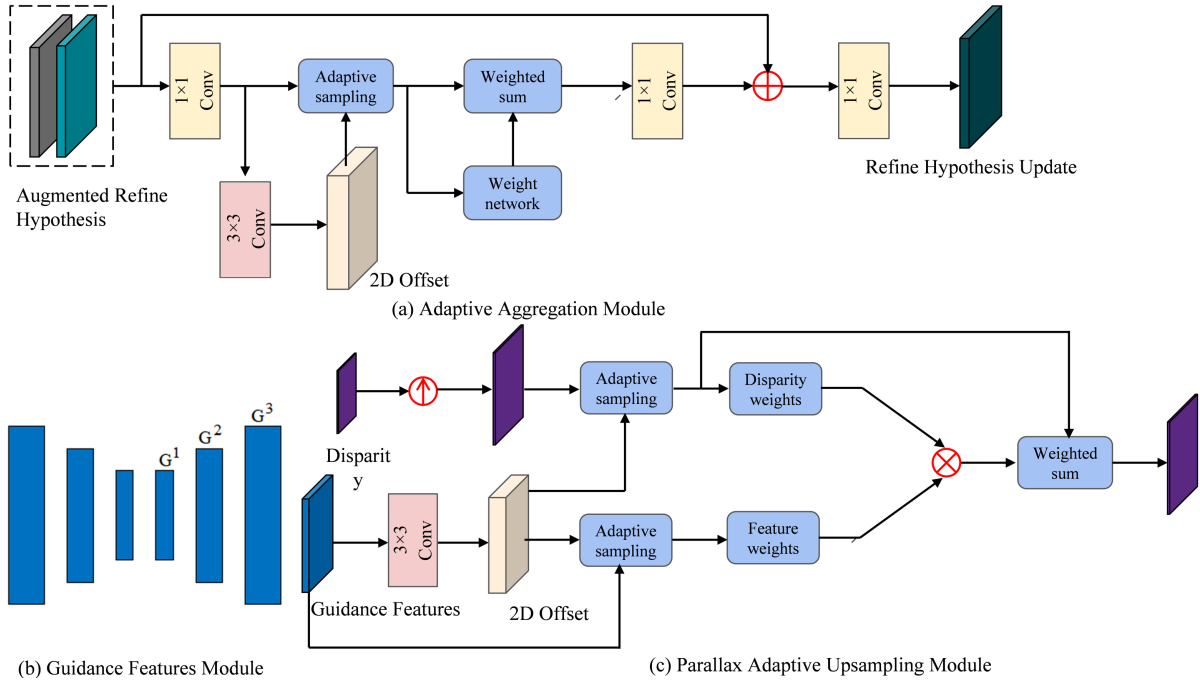 1×1
Conv
Adaptive
sampling
Weighted
sum
1×1
Conv
1×1
Conv
Augmented Refine
Hypothesis
3×3
Conv
Weight
network
Refine Hypothesis Update
2D Offset
(a) Adaptive Aggregation Module
Adaptive
sampling
Disparity
weights
G1
G2
G3
Disparit
y
Weighted
sum
3×3
Conv
Adaptive
sampling
Feature
weights
Guidance Features
2D Offset
(b) Guidance Features Module
(c) Parallax Adaptive Upsampling Module